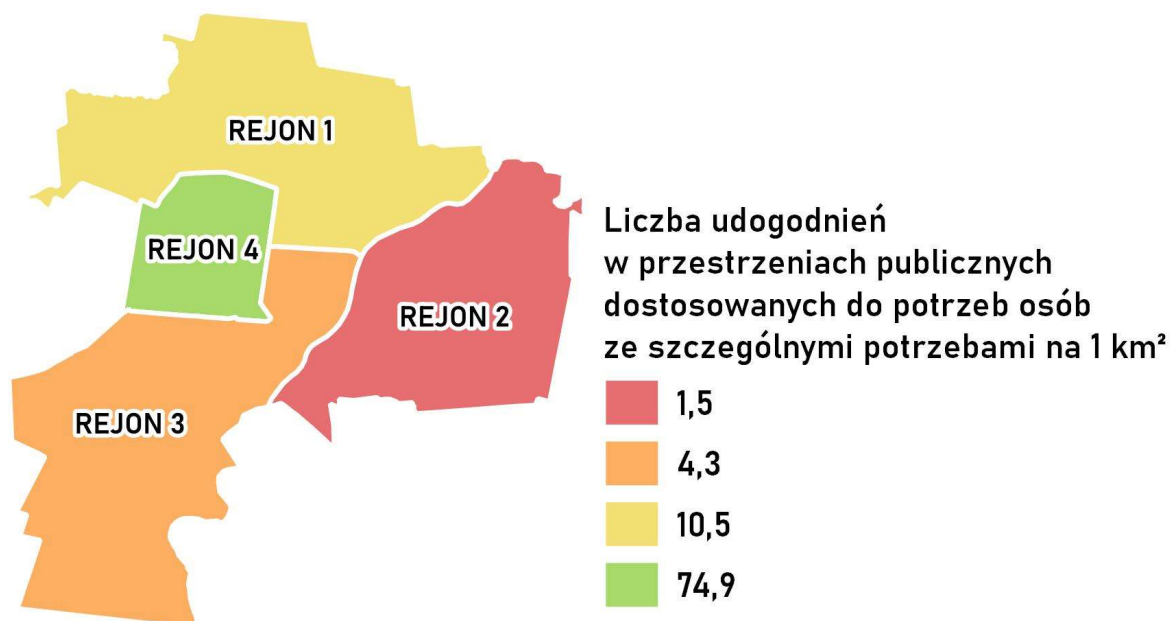 REJON 1
REJON 4
REJON 2
REJON 3
Liczba udogodnień
w przestrzeniach publicznych
dostosowanych do potrzeb osób
ze szczególnymi potrzebami na 1 km²
1,5
4,3
10,5
74,9